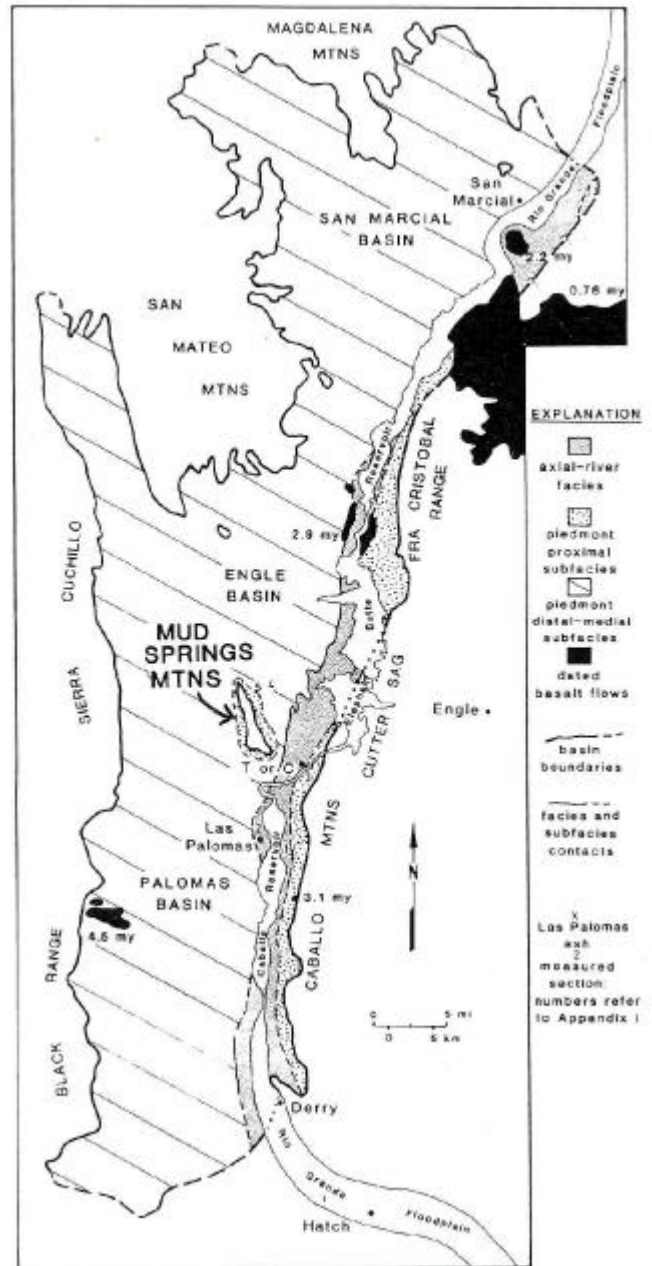 MAGDALENA
MTNS
San
Marcial
Rio Grande
Floodplain
SAN MARCIAL
BASIN
2.2 my
0.76 my
SAN
MATEO
MTNS
Reservoir
FRA CRISTOBAL
RANGE
2.9 my
CUCHILLO
SIERRA
ENGLE
BASIN
MUD
SPRINGS
MTNS
Butte
Elephant
CUTTER SAG
Engle
T or C
Las
Palomas
MTNS
Reservoir
PALOMAS
BASIN
3.1 my
N
4.5 my
Caballo
CABALLO
RANGE
BLACK
0 5 mi
0 5 km
Derry
Rio
Grande
Floodplain
Hatch
EXPLANATION
axial-river
facies
piedmont
proximal
subfacies
piedmont
distal-medial
subfacies
dated
basalt flows
basin
boundaries
facies and
subfacies
contacts
x
Las Palomas
ash
2
measured
section:
numbers refer
to Appendix I